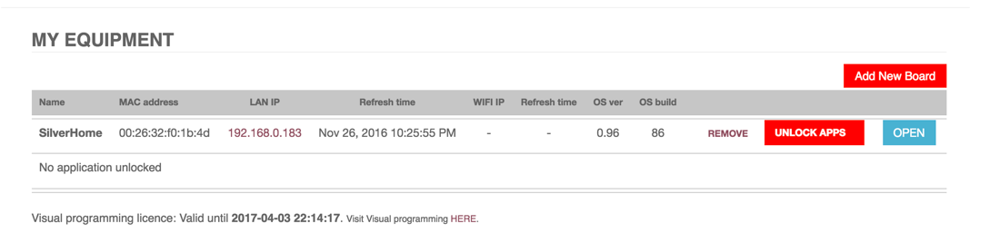 MY EQUIPMENT
Add New Board
Name MAC address LAN IP Refresh time WIFI IP Refresh time OS ver OS build
SilverHome 00:26:32:f0:1b:4d 192.168.0.183 Nov 26, 2016 10:25:55 PM - - 0.96 86 REMOVE UNLOCK APPS OPEN
No application unlocked
Visual programming licence: Valid until 2017-04-03 22:14:17. Visit Visual programming HERE.